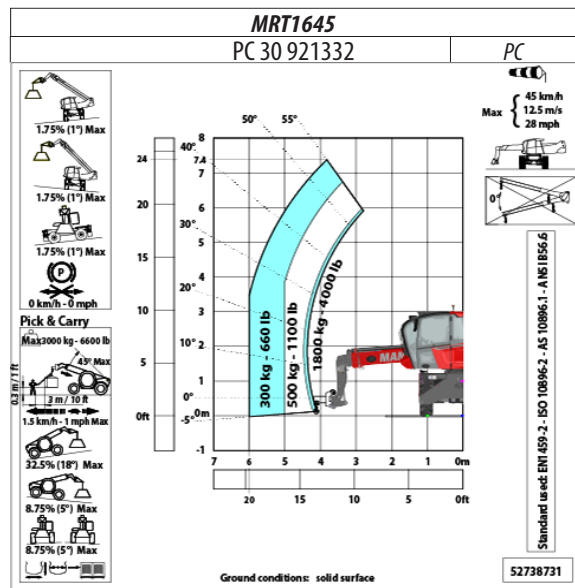 MRT1645
PC 30 921332
PC
1.75% (1°) Max
1.75% (1°) Max
1.75% (1°) Max
P
0 km/h - 0 mph
Pick & Carry
Max3000 kg - 6600 lb
45° Max
0.3 m / 1 ft
3 m / 10 ft
1.5 km/h - 1 mph Max
32.5% (18°) Max
8.75% (5°) Max
8.75% (5°) Max
50°
55°
40°
74
30°
20°
10°
0°
-5°
24
20
15
10
5
0ft
8
7
6
5
4
3
2
1
0m
-1
300 kg - 660 lb
500 kg - 1100 lb
1800 kg - 4000 lb
MAN
7
6
5
4
3
2
1
0m
20
15
10
5
0ft
Max
45 km/h
12.5 m/s
28 mph
0°
Standard used: EN1459-2 - ISO 10896-2 - AS 10896.1 - ANSI B56.6
Ground conditions: solid surface
52738731